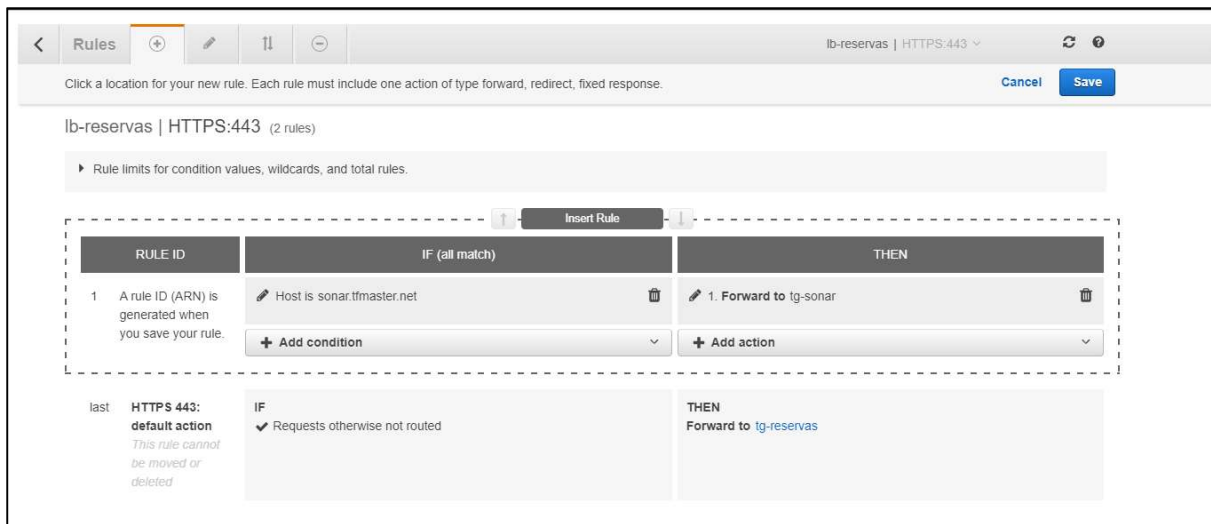 Rules
lb-reservas | HTTPS:443
Click a location for your new rule. Each rule must include one action of type forward, redirect, fixed response.
Cancel
Save
lb-reservas | HTTPS:443 (2 rules)
Rule limits for condition values, wildcards, and total rules.
Insert Rule
RULE ID
IF (all match)
THEN
1
A rule ID (ARN) is
generated when
you save your rule.
Host is sonar.tfmaster.net
Add condition
1. Forward to tg-sonar
Add action
last
HTTPS 443:
default action
This rule cannot
be moved or
deleted
IF
Requests otherwise not routed
THEN
Forward to tg-reservas